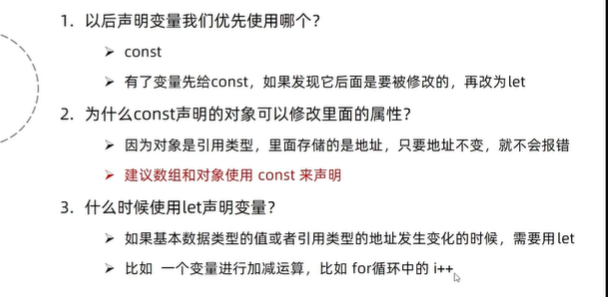 1. 以后声明变量我们优先使用哪个？
➢ const
➢ 有了变量先给const，如果发现它后面是要被修改的，再改为let
2. 为什么const声明的对象可以修改里面的属性？
➢ 因为对象是引用类型，里面存储的是地址，只要地址不变，就不会报错
➢ 建议数组和对象使用 const 来声明
3. 什么时候使用let声明变量？
➢ 如果基本数据类型的值或者引用类型的地址发生变化的时候，需要用let
➢ 比如 一个变量进行加减运算，比如 for循环中的 i++